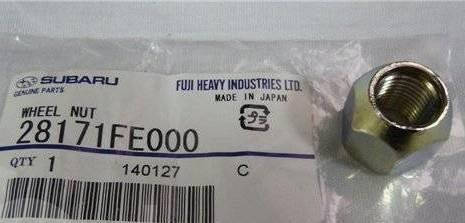 SUBARU
GENUINE PARTS
FUJI HEAVY INDUSTRIES LTD.
MADE IN JAPAN
WHEEL NUT
28171FE000
QTY 1
140127 C